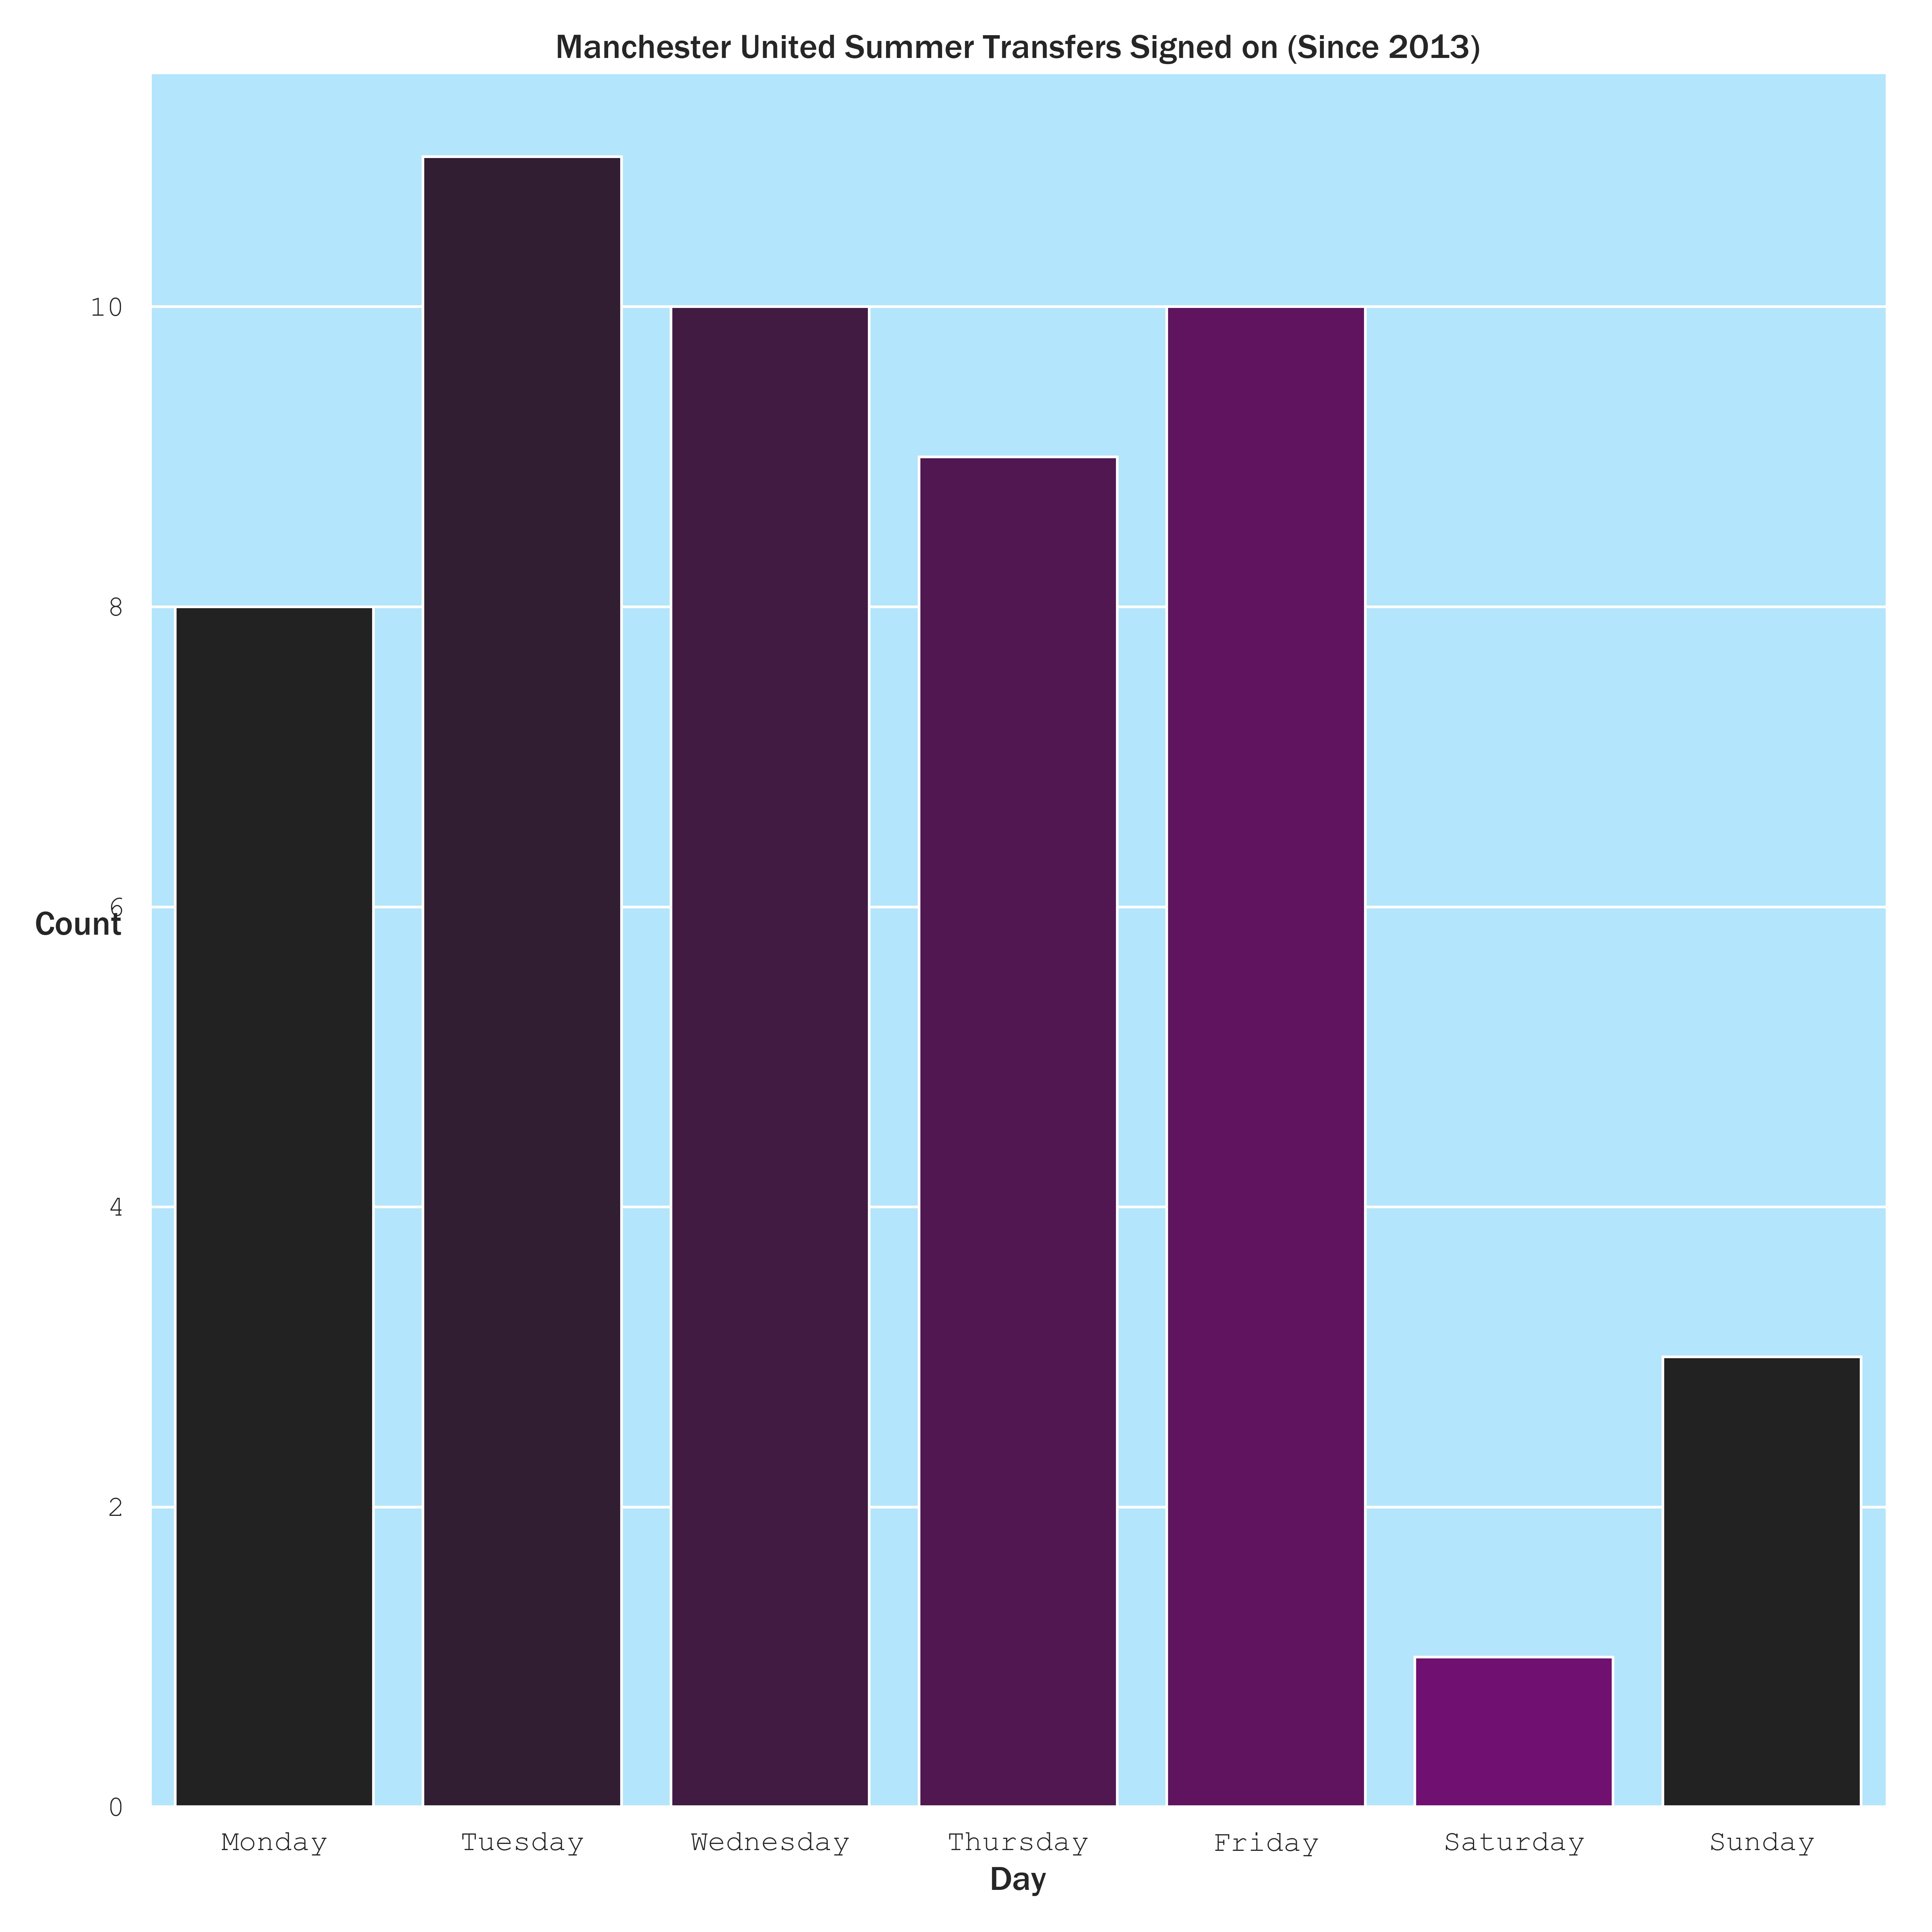 Manchester United Summer Transfers Signed on (Since 2013)
10
8
6
Count
4
2
0
Monday Tuesday Wednesday Thursday Friday Saturday Sunday
Day